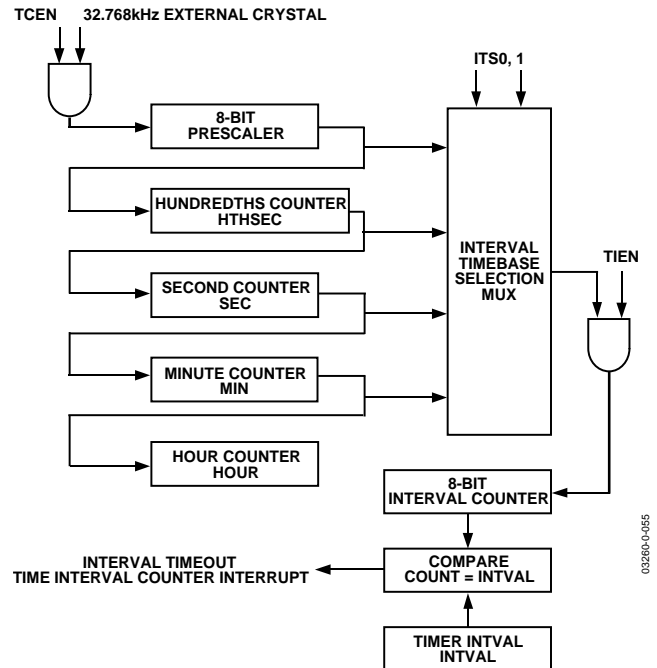 TCEN 32.768kHz EXTERNAL CRYSTAL
ITS0, 1
8-BIT
PRESCALER
HUNDREDTHS COUNTER
HTHSEC
INTERVAL
TIMEBASE
SELECTION
MUX
TIEN
SECOND COUNTER
SEC
MINUTE COUNTER
MIN
HOUR COUNTER
HOUR
8-BIT
INTERVAL COUNTER
INTERVAL TIMEOUT
TIME INTERVAL COUNTER INTERRUPT
COMPARE
COUNT = INTVAL
TIMER INTVAL
INTVAL
03260-0-055